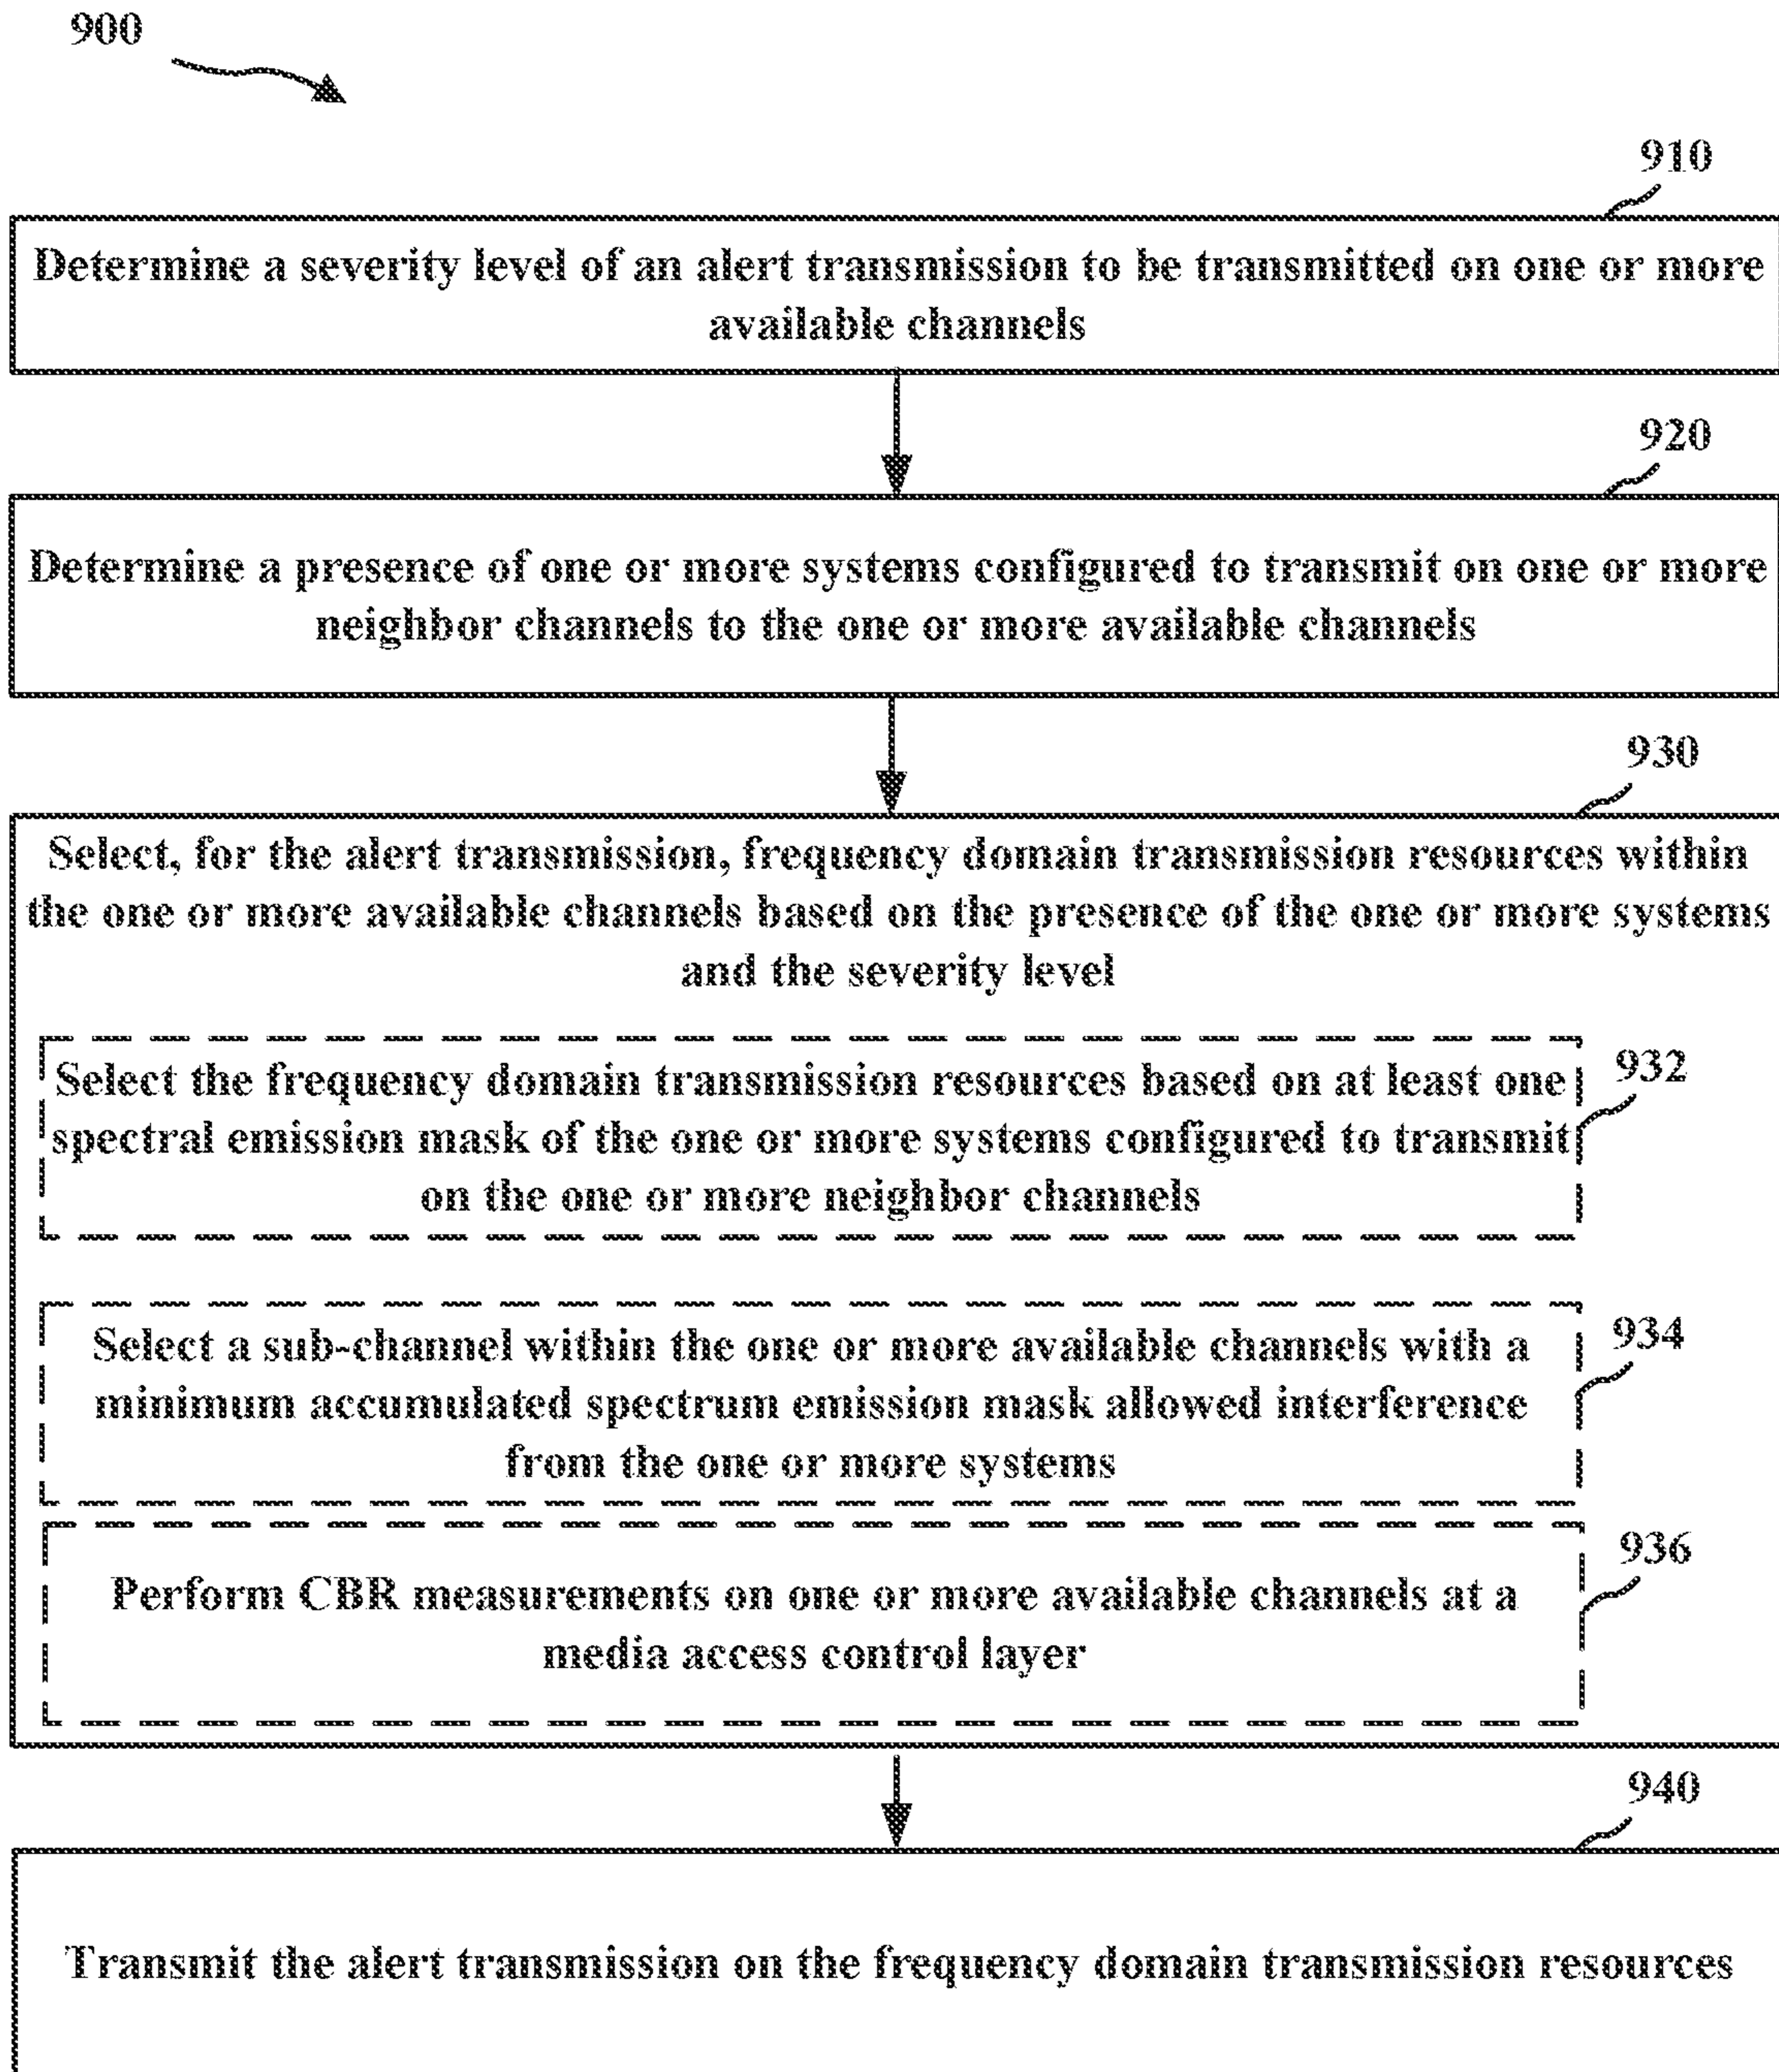 900
910
Determine a severity level of an alert transmission to be transmitted on one or more
available channels
920
Determine a presence of one or more systems configured to transmit on one or more
neighbor channels to the one or more available channels
930
Select, for the alert transmission, frequency domain transmission resources within
the one or more available channels based on the presence of the one or more systems
and the severity level
932
Select the frequency domain transmission resources based on at least one
spectral emission mask of the one or more systems configured to transmit
on the one or more neighbor channels
934
Select a sub-channel within the one or more available channels with a
minimum accumulated spectrum emission mask allowed interference
from the one or more systems
936
Perform CBR measurements on one or more available channels at a
media access control layer
940
Transmit the alert transmission on the frequency domain transmission resources